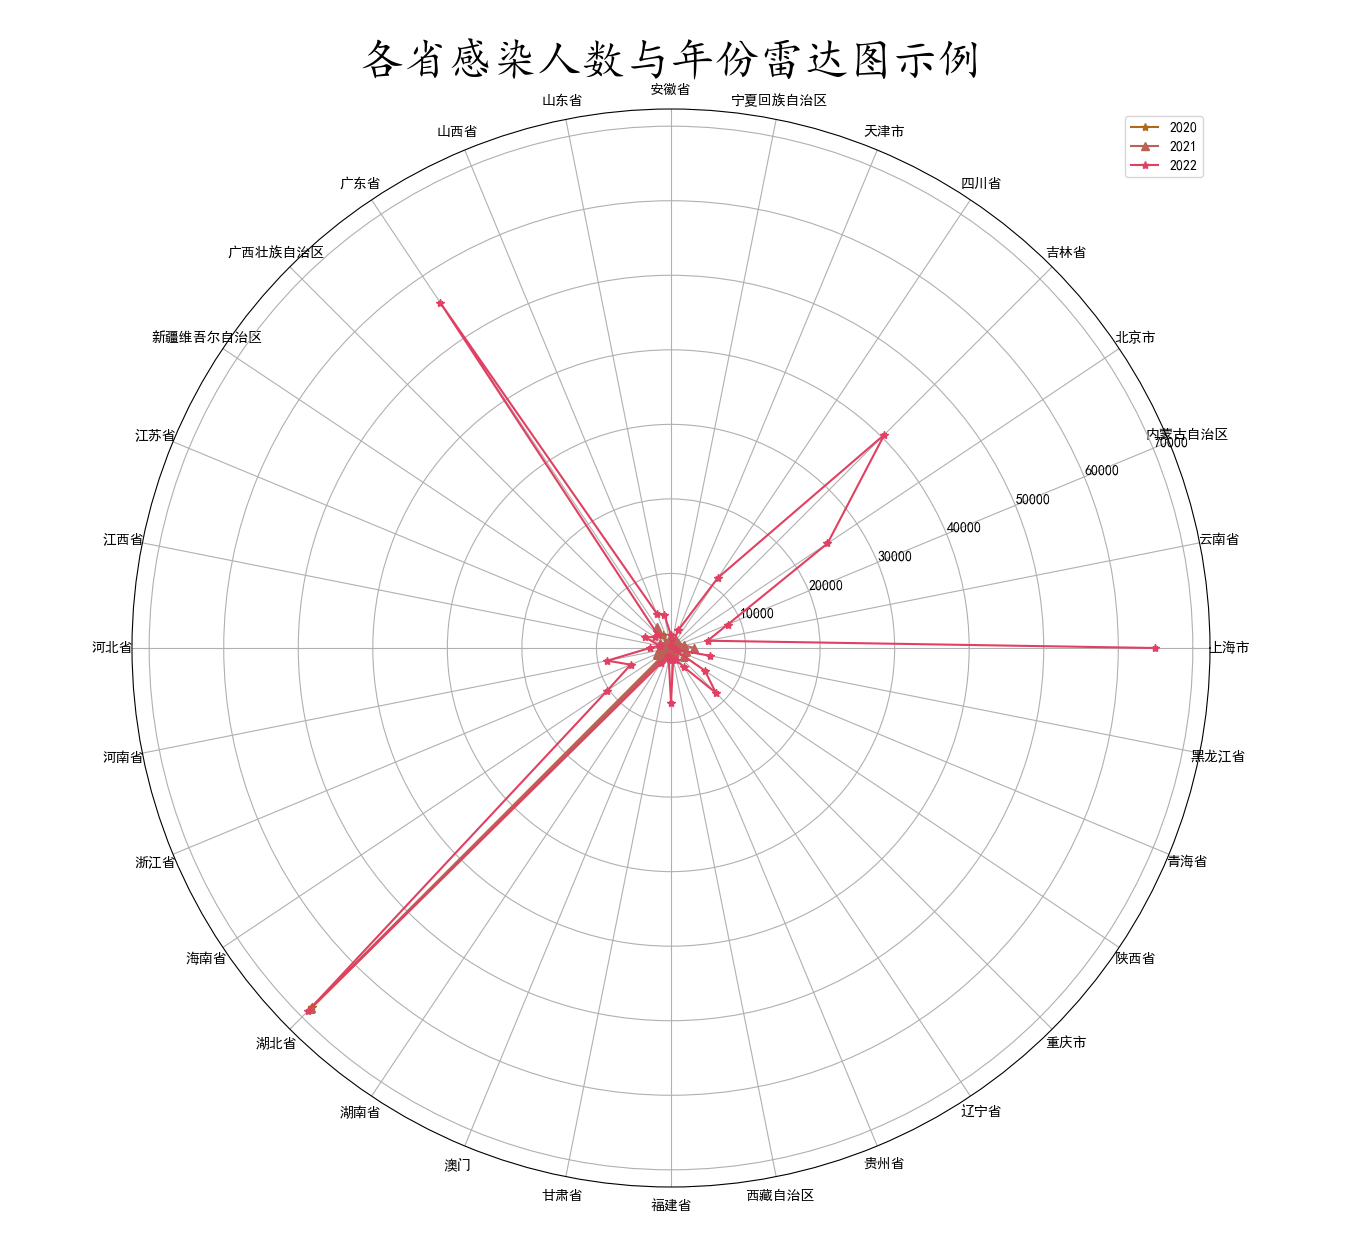 各省感染人数与年份雷达图示例
安徽省
宁夏回族自治区
天津市
四川省
吉林省
北京市
内蒙古自治区
云南省
上海市
黑龙江省
青海省
陕西省
重庆市
辽宁省
贵州省
西藏自治区
福建省
甘肃省
澳门
湖南省
湖北省
海南省
浙江省
河南省
河北省
江西省
江苏省
新疆维吾尔自治区
广西壮族自治区
广东省
山西省
山东省
10000
20000
30000
40000
50000
60000
70000
2020
2021
2022